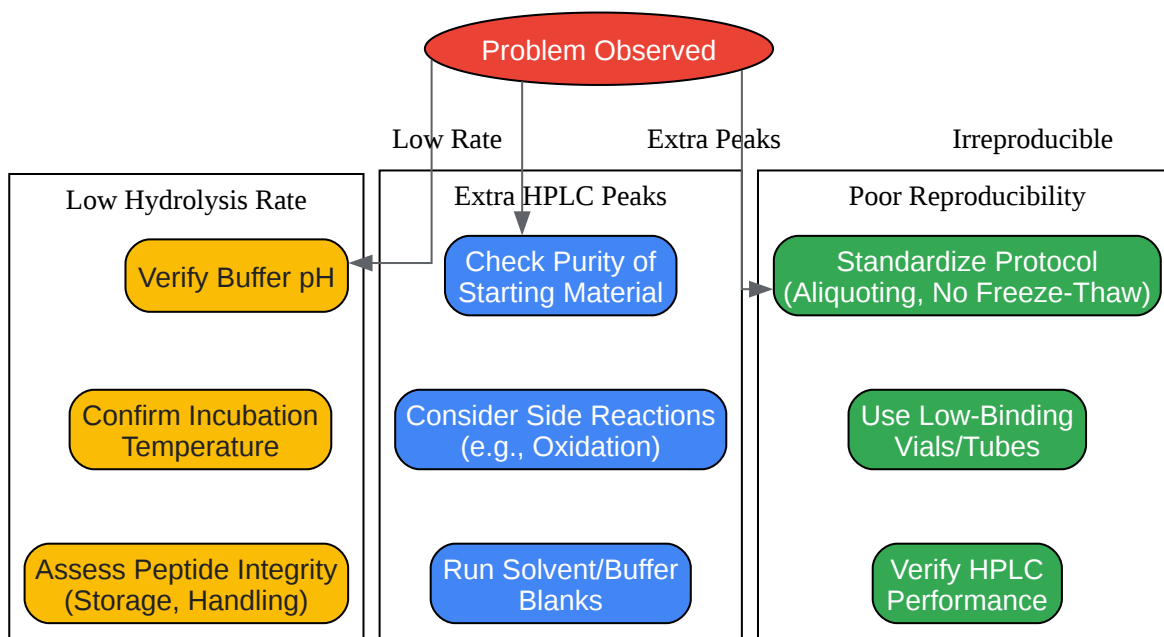 Problem Observed
Low Rate
Extra Peaks
Irreproducible
Low Hydrolysis Rate
Verify Buffer pH
Confirm Incubation
Temperature
Assess Peptide Integrity
(Storage, Handling)
Extra HPLC Peaks
Check Purity of
Starting Material
Consider Side Reactions
(e.g., Oxidation)
Run Solvent/Buffer
Blanks
Poor Reproducibility
Standardize Protocol
(Aliquoting, No Freeze-Thaw)
Use Low-Binding
Vials/Tubes
Verify HPLC
Performance